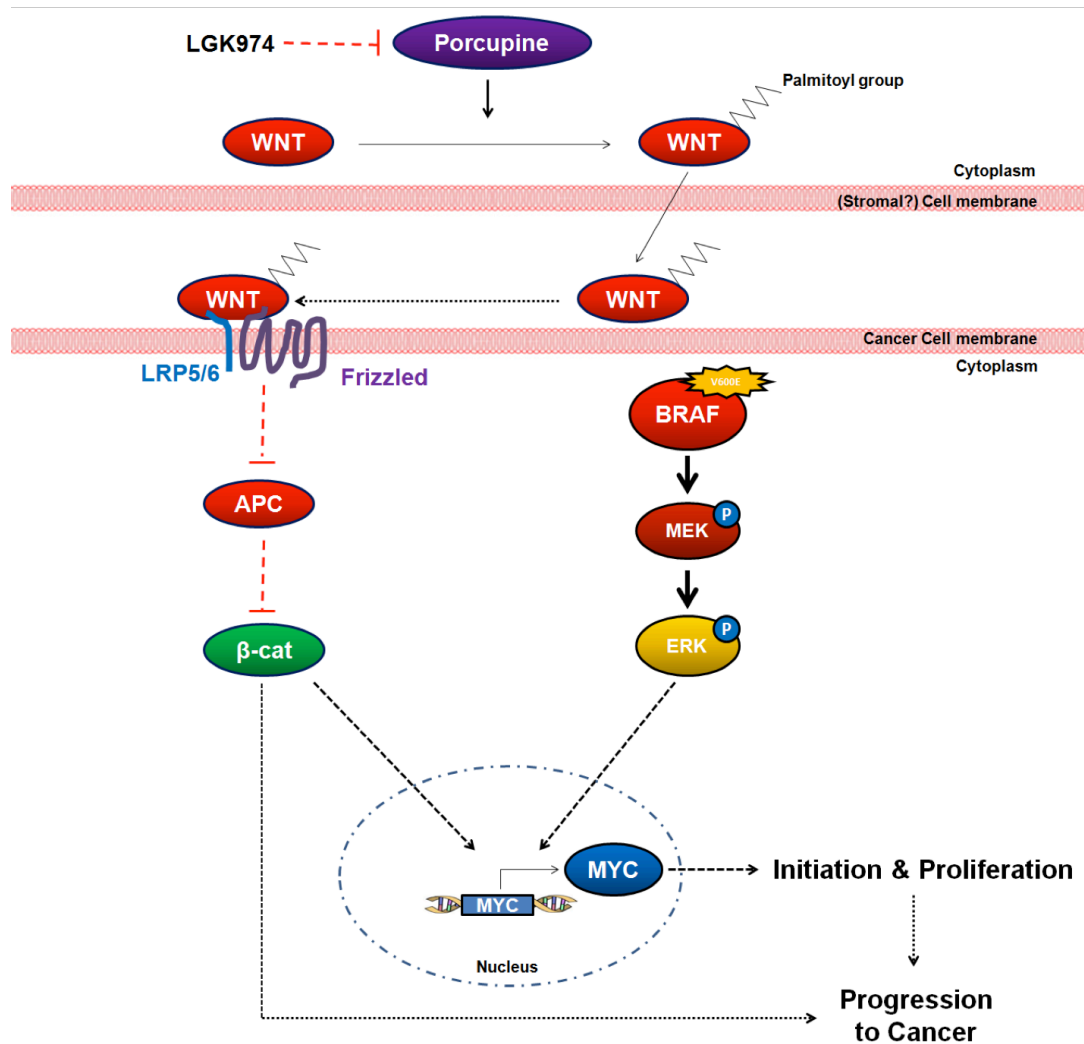 LGK974
Porcupine
Palmitoyl group
WNT
WNT
Cytoplasm
(Stromal?) Cell membrane
WNT
WNT
Cancer Cell membrane
LRP5/6
Frizzled
Cytoplasm
V600E
BRAF
APC
P
MEK
P
β-cat
ERK
MYC
Initiation & Proliferation
MYC
Nucleus
Progression
to Cancer